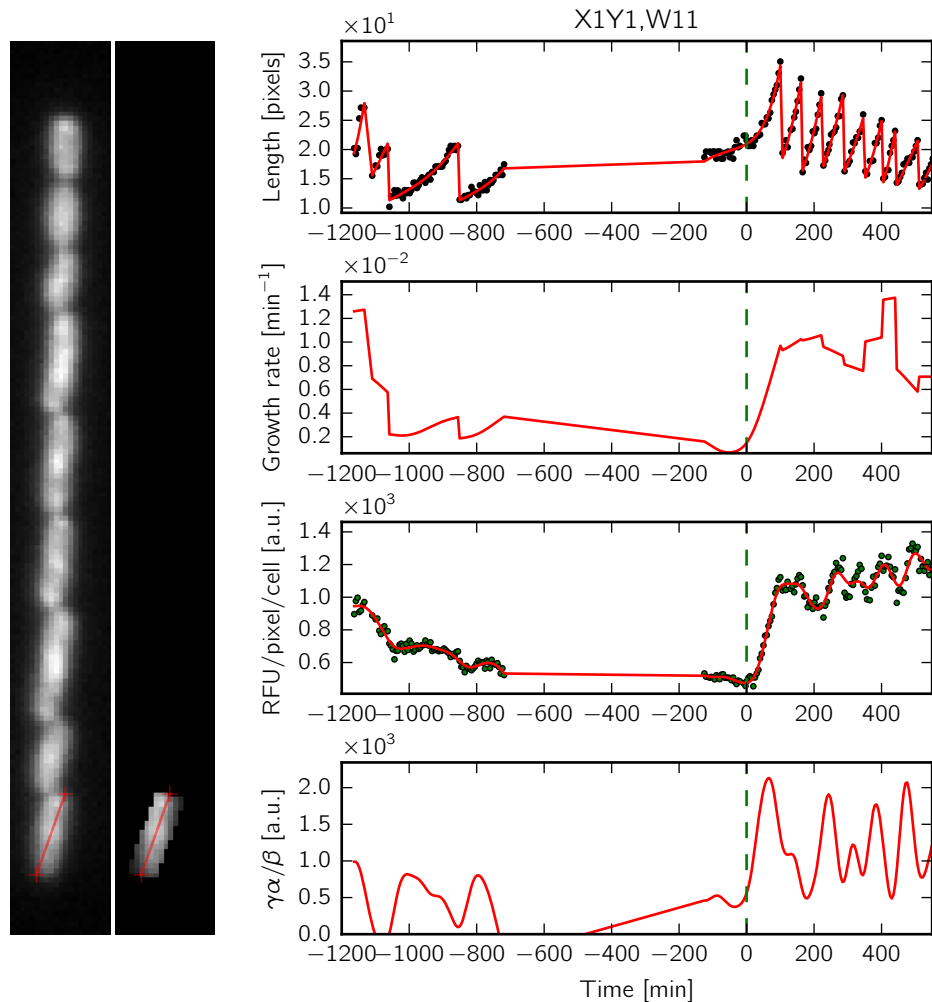 X1Y1,W11
×10¹
Length [pixels]
3.5
3.0
2.5
2.0
1.5
1.0
−1200 −1000 −800 −600 −400 −200 0 200 400
×10⁻²
Growth rate [min⁻¹]
1.4
1.2
1.0
0.8
0.6
0.4
0.2
−1200 −1000 −800 −600 −400 −200 0 200 400
×10³
RFU/pixel/cell [a.u.]
1.4
1.2
1.0
0.8
0.6
−1200 −1000 −800 −600 −400 −200 0 200 400
×10³
γα/β [a.u.]
2.0
1.5
1.0
0.5
0.0
−1200 −1000 −800 −600 −400 −200 0 200 400
Time [min]